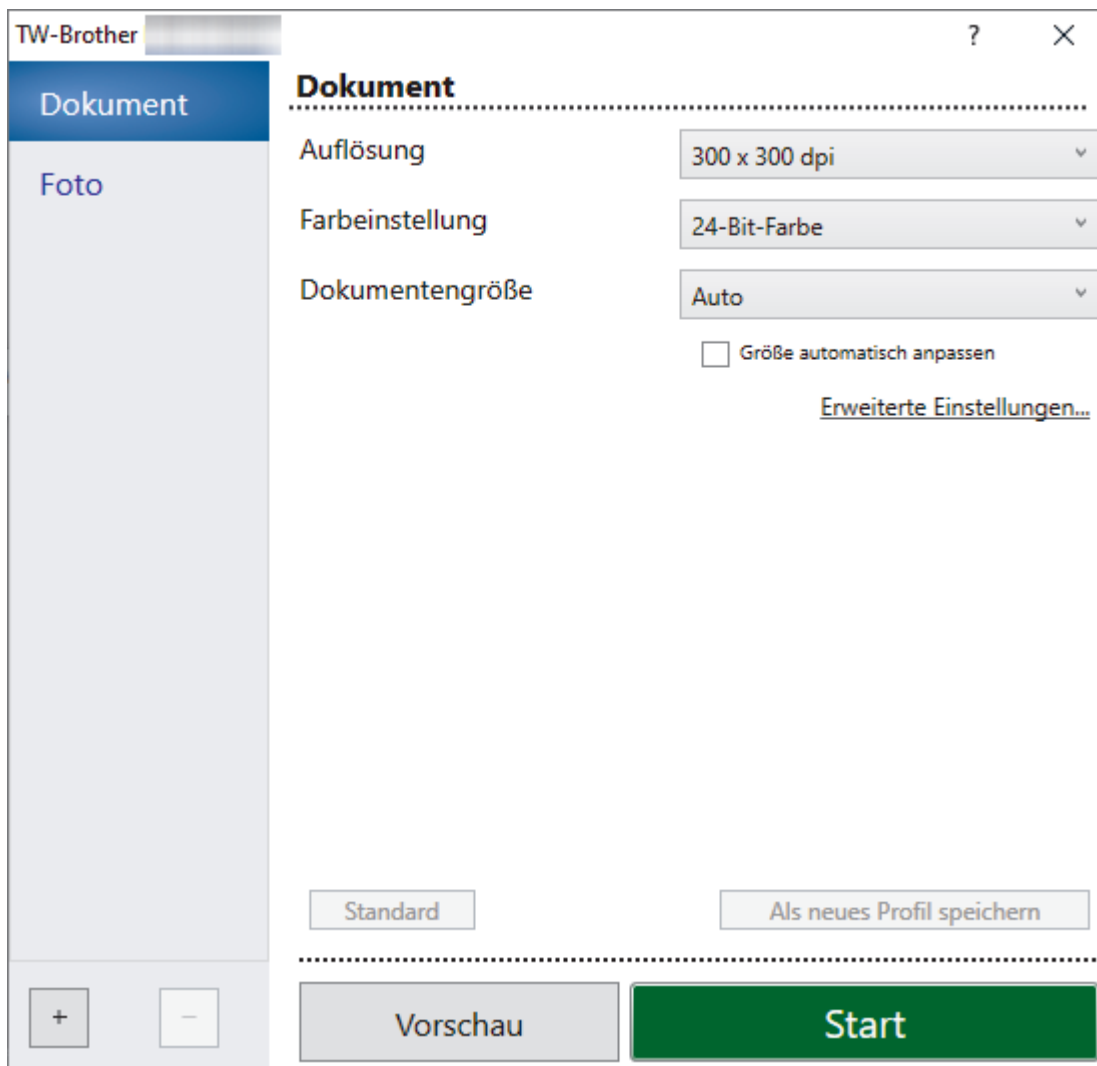 TW-Brother
?
Dokument
Foto
Dokument
Auflösung
300 x 300 dpi
Farbeinstellung
24-Bit-Farbe
Dokumentengröße
Auto
Größe automatisch anpassen
Erweiterte Einstellungen...
Standard
Als neues Profil speichern
+
−
Vorschau
Start